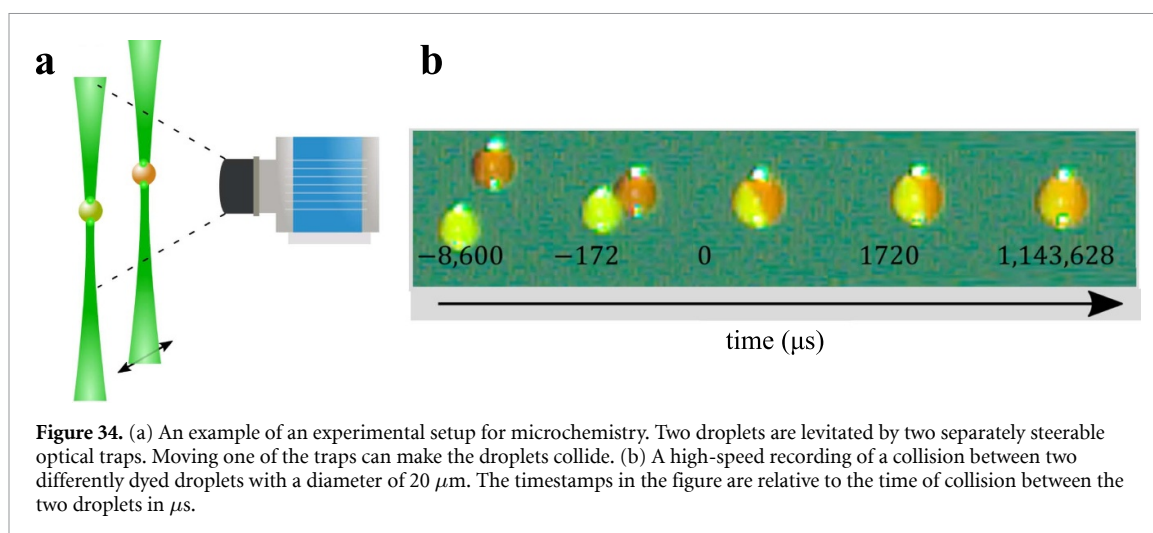 a
b
−8,600 −172 0 1720 1,143,628
time (μs)
Figure 34. (a) An example of an experimental setup for microchemistry. Two droplets are levitated by two separately steerable
optical traps. Moving one of the traps can make the droplets collide. (b) A high-speed recording of a collision between two
differently dyed droplets with a diameter of 20 μm. The timestamps in the figure are relative to the time of collision between the
two droplets in μs.